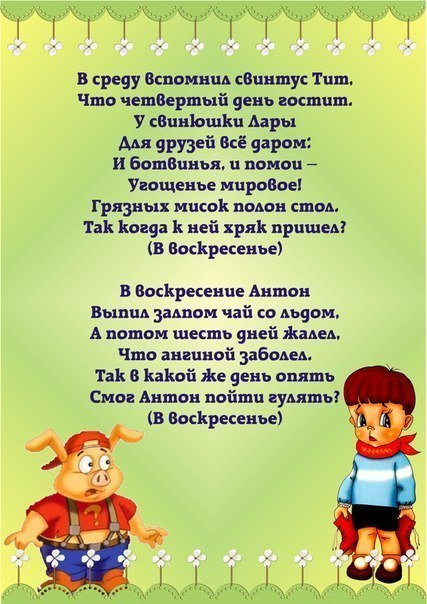 В среду вспомнил свинтус Тит,
Что четвертый день гостит.
У свинюшки Лары
Для друзей всё даром:
И ботвинья, и помои –
Угощенье мировое!
Грязных мисок полон стол.
Так когда к ней хряк пришел?
(В воскресенье)
В воскресение Антон
Выпил залпом чай со льдом,
А потом шесть дней жалел,
Что ангиной заболел.
Так в какой же день опять
Смог Антон пойти гулять?
(В воскресенье)
?